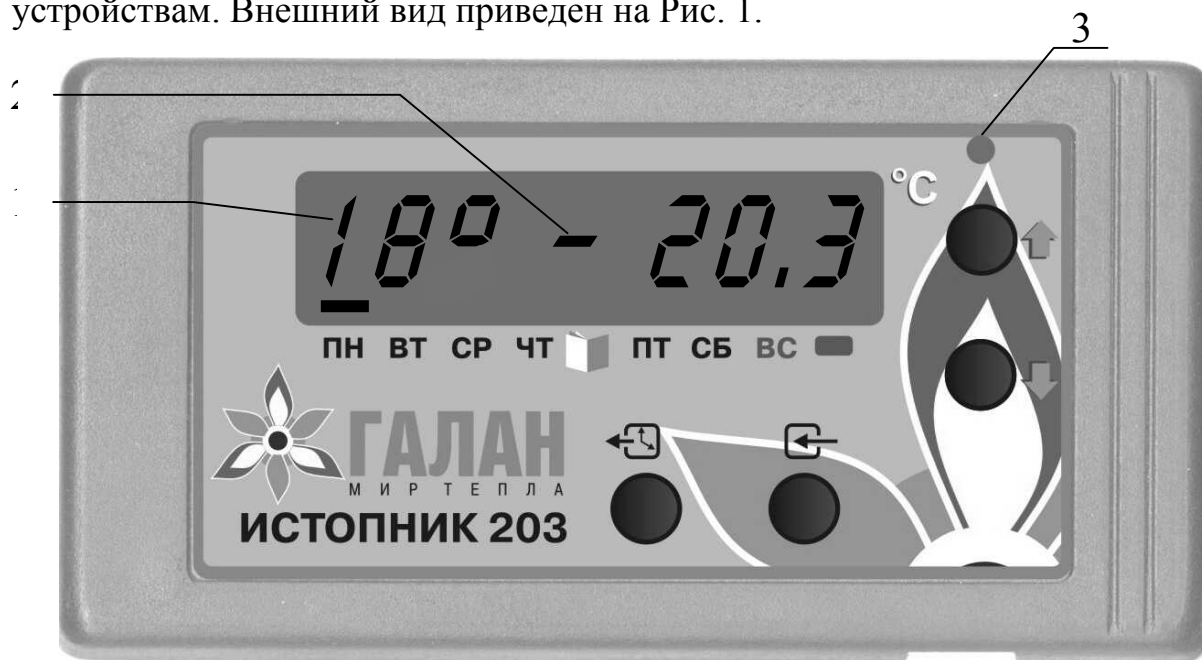 устройствам. Внешний вид приведен на Рис. 1.
3
2
18° - 20.3
°C
ПН ВТ СР ЧТ ПТ СБ ВС
ГАЛАН
МИР ТЕПЛА
ИСТОПНИК 203